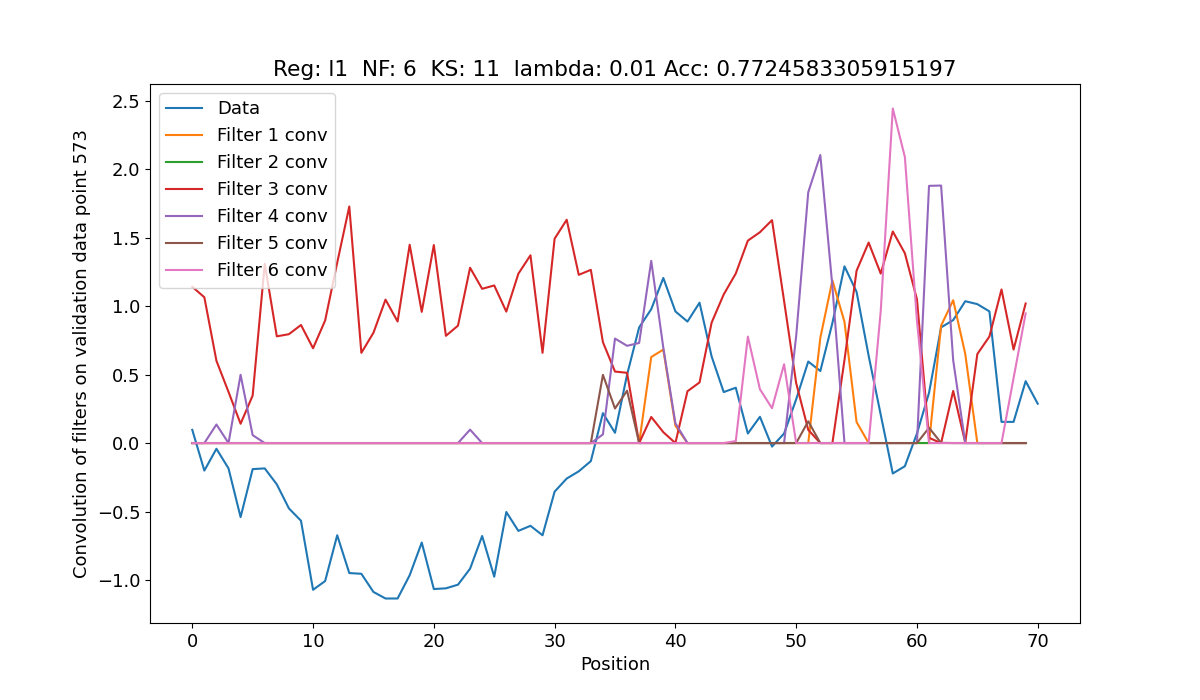 Reg: l1  NF: 6  KS: 11  lambda: 0.01 Acc: 0.7724583305915197
Convolution of filters on validation data point 573
2.5
2.0
1.5
1.0
0.5
0.0
−0.5
−1.0
Data
Filter 1 conv
Filter 2 conv
Filter 3 conv
Filter 4 conv
Filter 5 conv
Filter 6 conv
0 10 20 30 40 50 60 70
Position